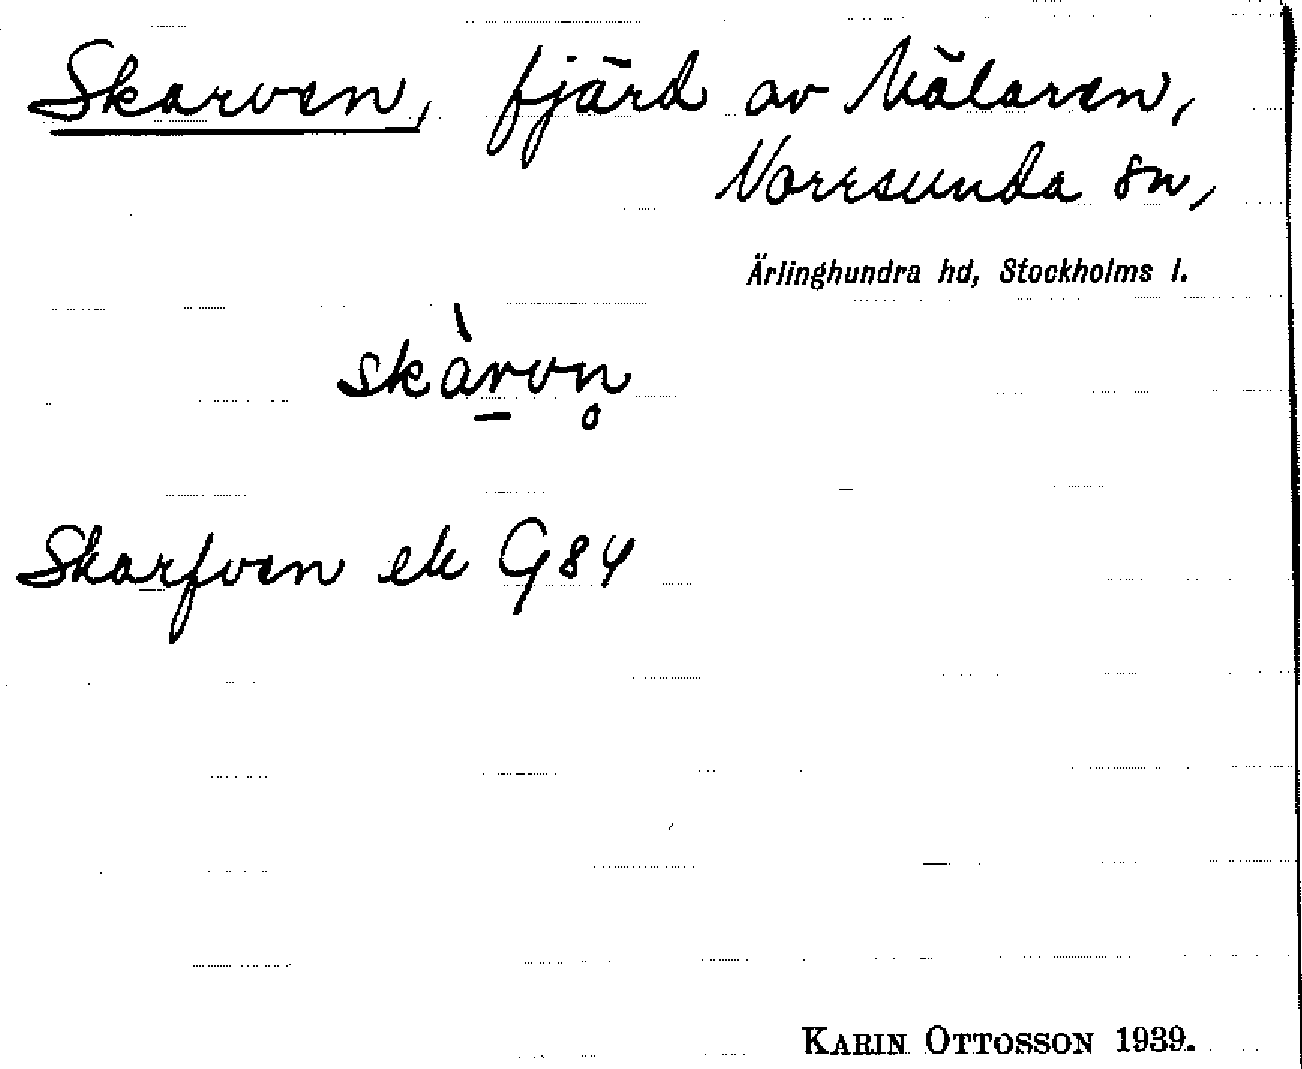 Skarven, fjärd av Mälaren,
Norrsunda sn,
Ärlinghundra hd, Stockholms l.
skàrvn̥
Skarfven ek G84
KARIN OTTOSSON 1939.